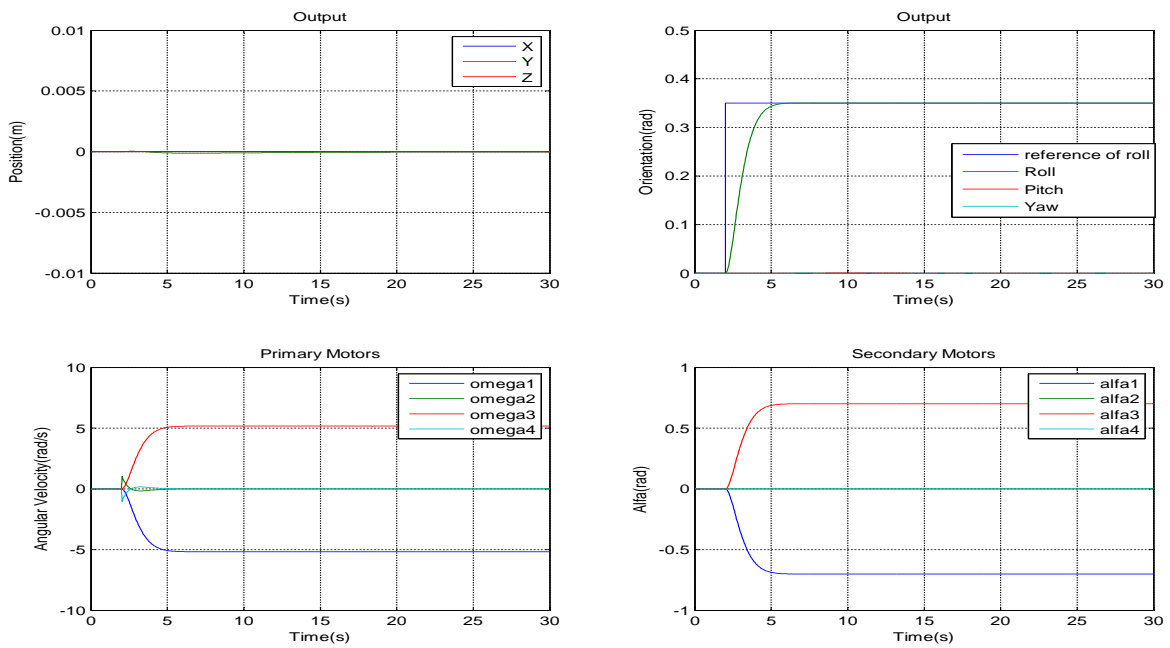 Output
0.01
0.005
0
-0.005
-0.01
Position(m)
X
Y
Z
0 5 10 15 20 25 30
Time(s)
Output
0.5
0.4
0.3
0.2
0.1
0
Orientation(rad)
reference of roll
Roll
Pitch
Yaw
0 5 10 15 20 25 30
Time(s)
Primary Motors
10
5
0
-5
-10
Angular Velocity(rad/s)
omega1
omega2
omega3
omega4
0 5 10 15 20 25 30
Time(s)
Secondary Motors
1
0.5
0
-0.5
-1
Alfa(rad)
alfa1
alfa2
alfa3
alfa4
0 5 10 15 20 25 30
Time(s)